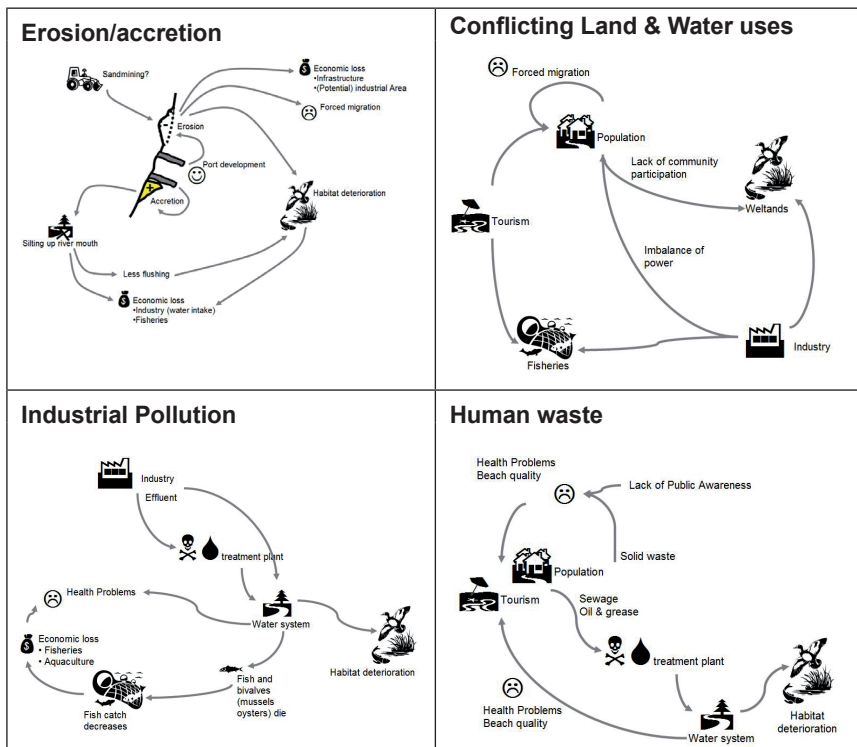 Erosion/accretion
Sandmining?
Economic loss
•Infrastructure
•(Potential) industrial Area
Forced migration
Erosion
Port development
Habitat deterioration
+
Accretion
Silting up river mouth
Less flushing
Economic loss
•Industry (water intake)
•Fisheries
Conflicting Land & Water uses
Forced migration
Population
Lack of community
participation
Wetlands
Tourism
Imbalance of
power
Fisheries
Industry
Industrial Pollution
Industry
Effluent
treatment plant
Health Problems
Water system
Economic loss
• Fisheries
• Aquaculture
Habitat deterioration
Fish and
bivalves
(mussels
oysters) die
Fish catch
decreases
Human waste
Health Problems
Beach quality
Lack of Public Awareness
Solid waste
Population
Tourism
Sewage
Oil & grease
treatment plant
Health Problems
Beach quality
Water system
Habitat
deterioration